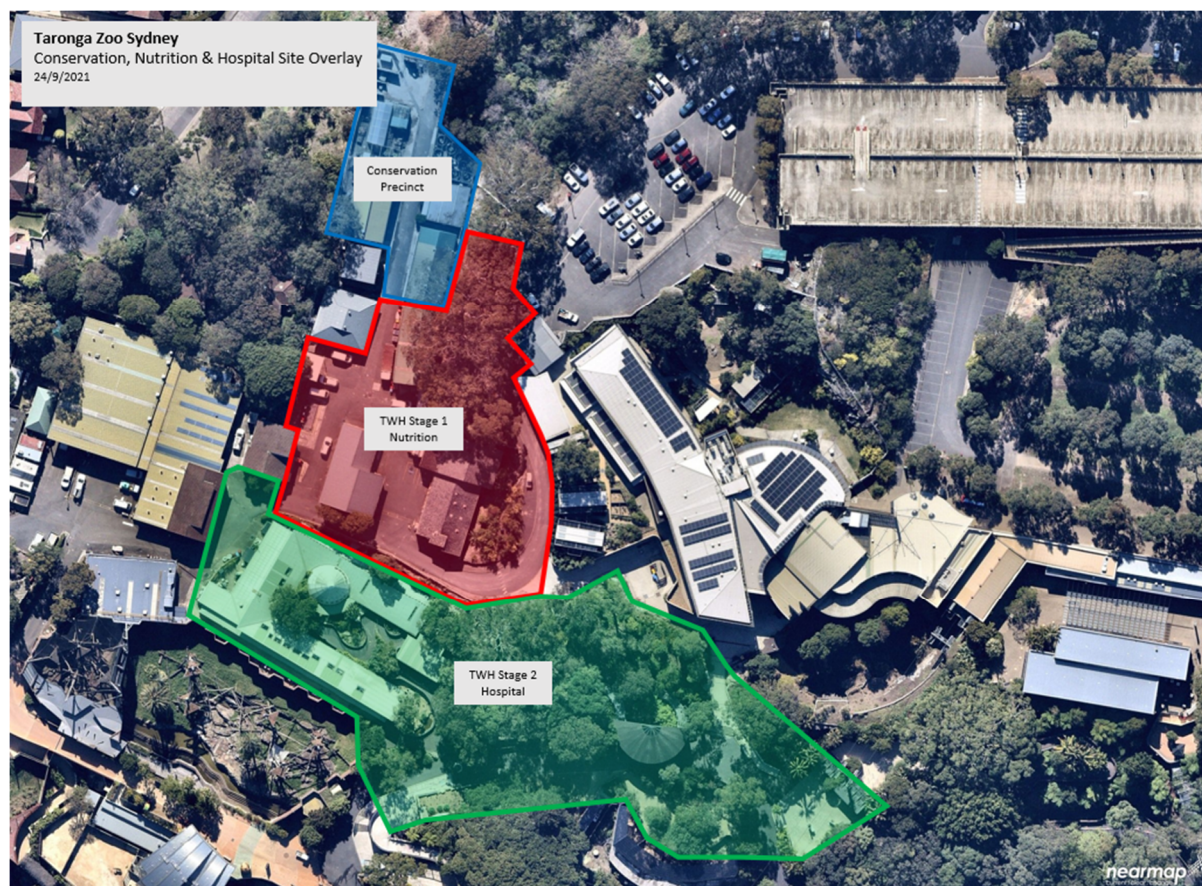 Taronga Zoo Sydney
Conservation, Nutrition & Hospital Site Overlay
24/9/2021
Conservation
Precinct
TWH Stage 1
Nutrition
TWH Stage 2
Hospital
nearmap